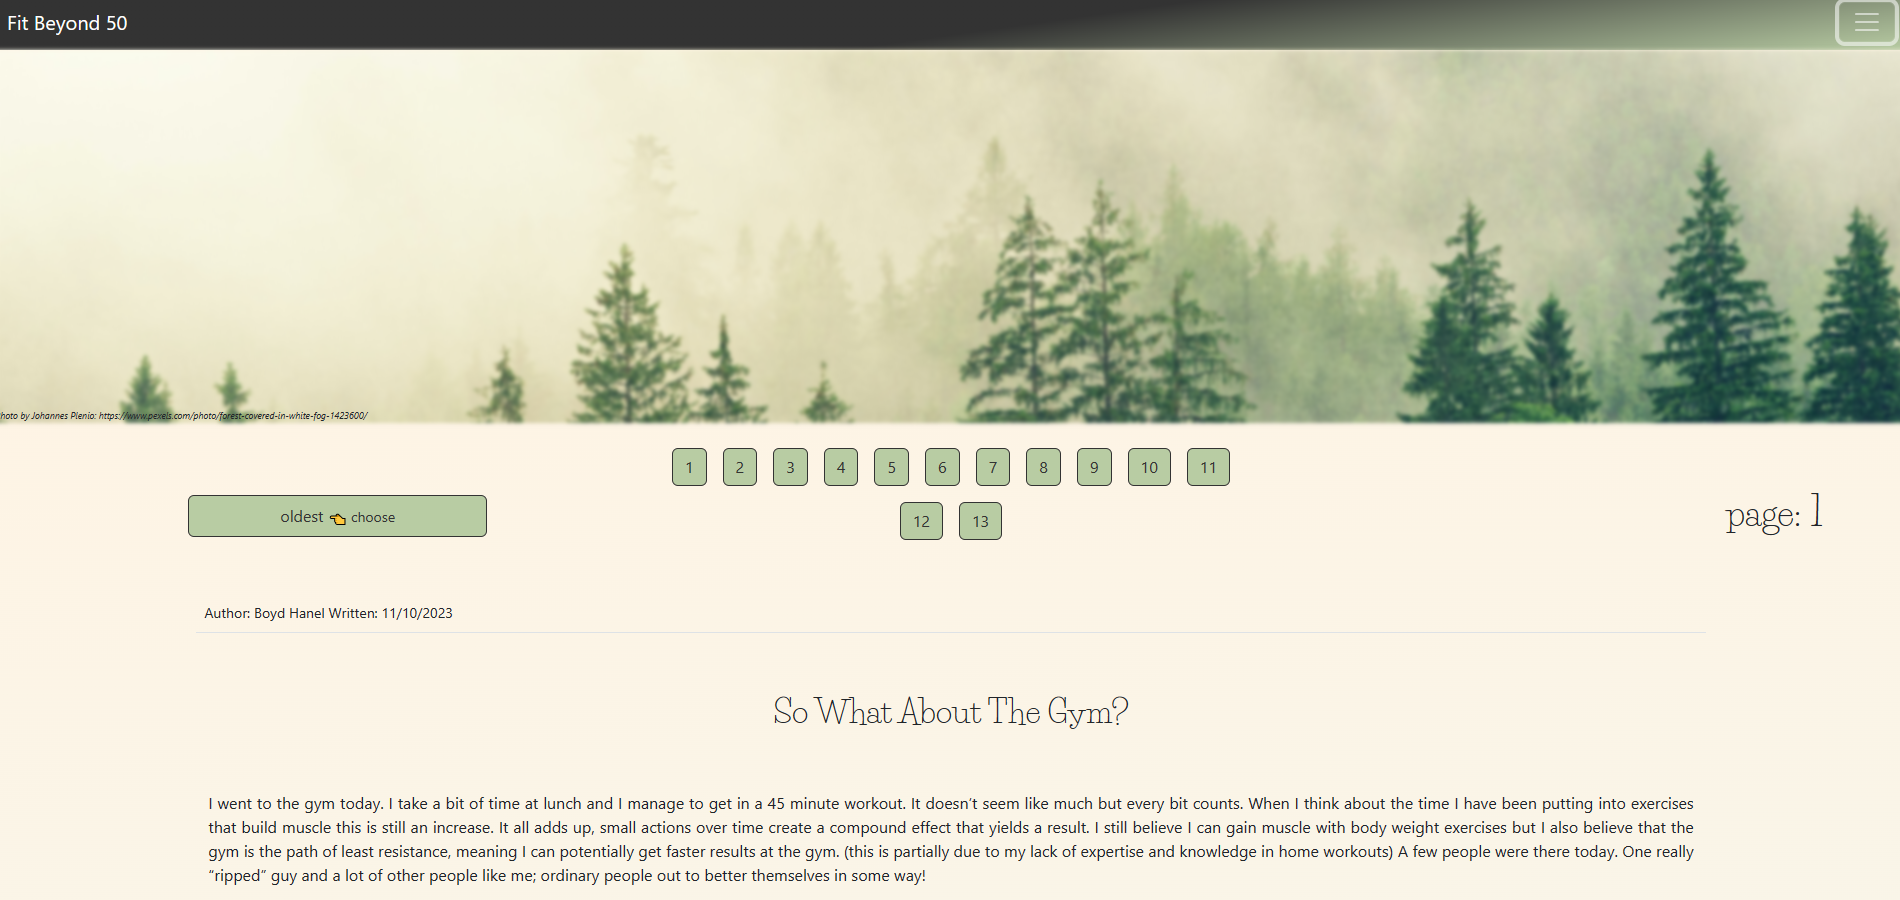 Fit Beyond 50
hoto by Johannes Plenio: https://www.pexels.com/photo/forest-covered-in-white-fog-1423600/
1 2 3 4 5 6 7 8 9 10 11
12 13
oldest 👈 choose
page: 1
Author: Boyd Hanel Written: 11/10/2023
So What About The Gym?
I went to the gym today. I take a bit of time at lunch and I manage to get in a 45 minute workout. It doesn't seem like much but every bit counts. When I think about the time I have been putting into exercises
that build muscle this is still an increase. It all adds up, small actions over time create a compound effect that yields a result. I still believe I can gain muscle with body weight exercises but I also believe that the
gym is the path of least resistance, meaning I can potentially get faster results at the gym. (this is partially due to my lack of expertise and knowledge in home workouts) A few people were there today. One really
“ripped” guy and a lot of other people like me; ordinary people out to better themselves in some way!